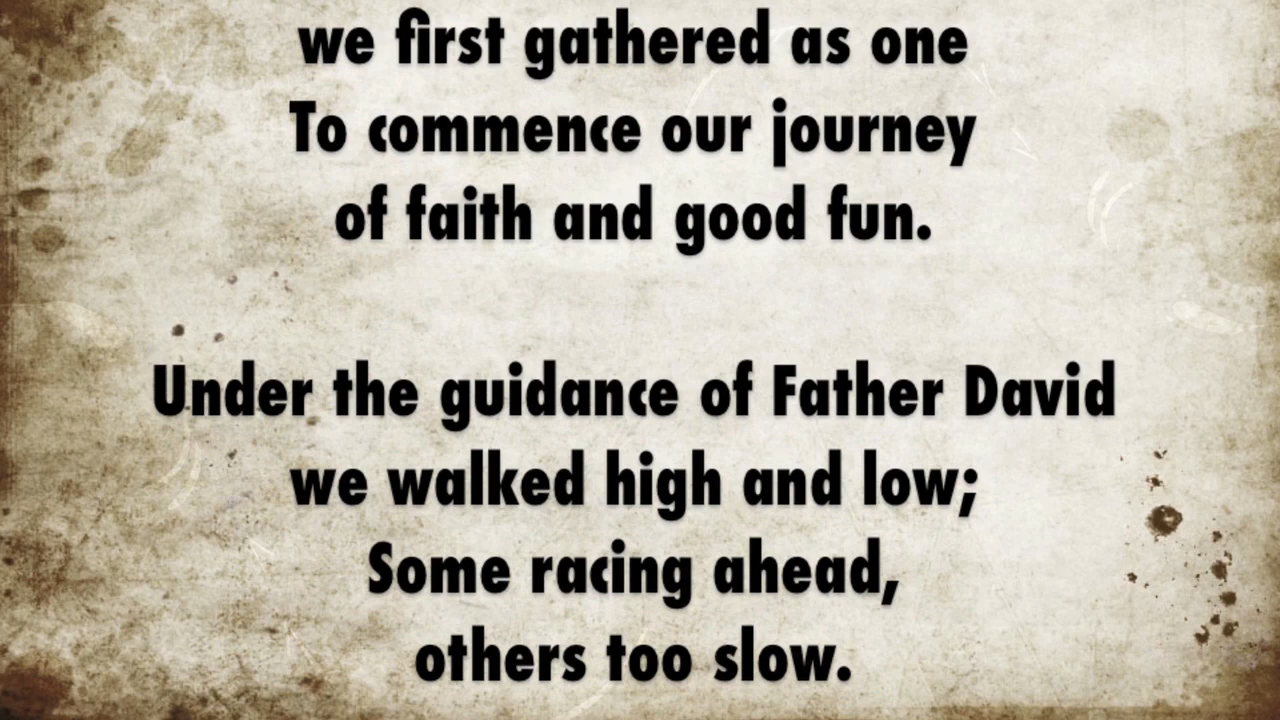 we first gathered as one
To commence our journey
of faith and good fun.
Under the guidance of Father David
we walked high and low;
Some racing ahead,
others too slow.